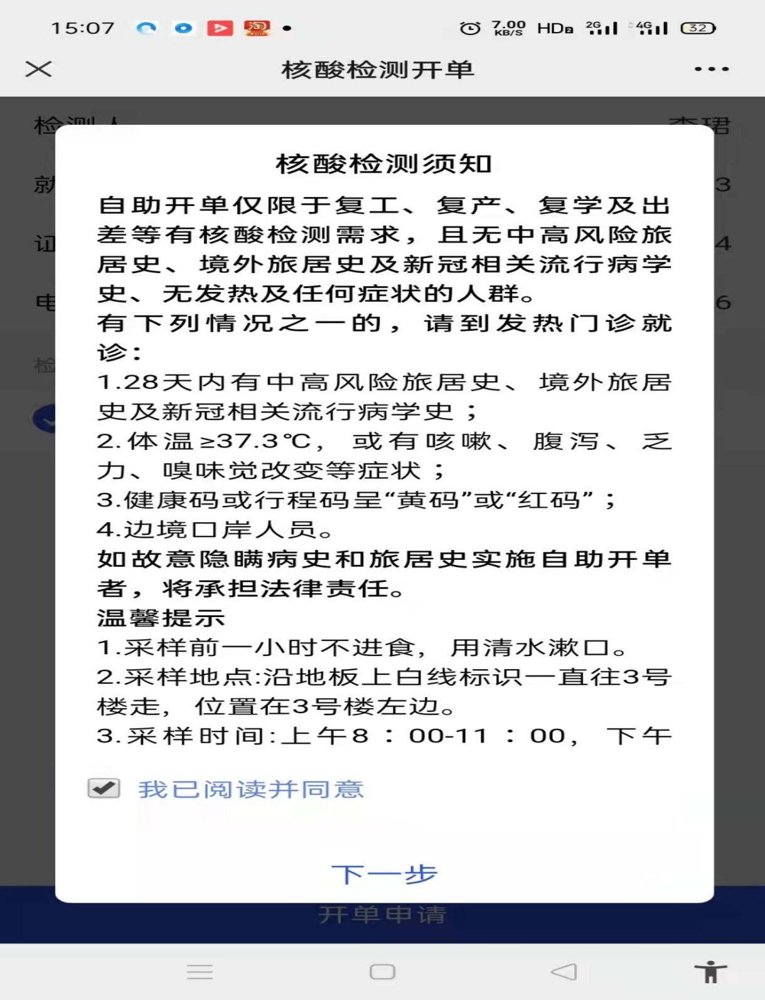 15:07
7.00
KB/S
HD2
2G
4G
32
核酸检测开单
检测人
珺
就
3
证
4
电
6
检
核酸检测须知
自助开单仅限于复工、复产、复学及出
差等有核酸检测需求，且无中高风险旅
居史、境外旅居史及新冠相关流行病学
史、无发热及任何症状的人群。
有下列情况之一的，请到发热门诊就
诊：
1.28天内有中高风险旅居史、境外旅居
史及新冠相关流行病学史；
2.体温≥37.3℃，或有咳嗽、腹泻、乏
力、嗅味觉改变等症状；
3.健康码或行程码呈“黄码”或“红码”；
4.边境口岸人员。
如故意隐瞒病史和旅居史实施自助开单
者，将承担法律责任。
温馨提示
1.采样前一小时不进食，用清水漱口。
2.采样地点:沿地板上白线标识一直往3号
楼走，位置在3号楼左边。
3.采样时间:上午8：00-11：00，下午
我已阅读并同意
下一步
开单申请